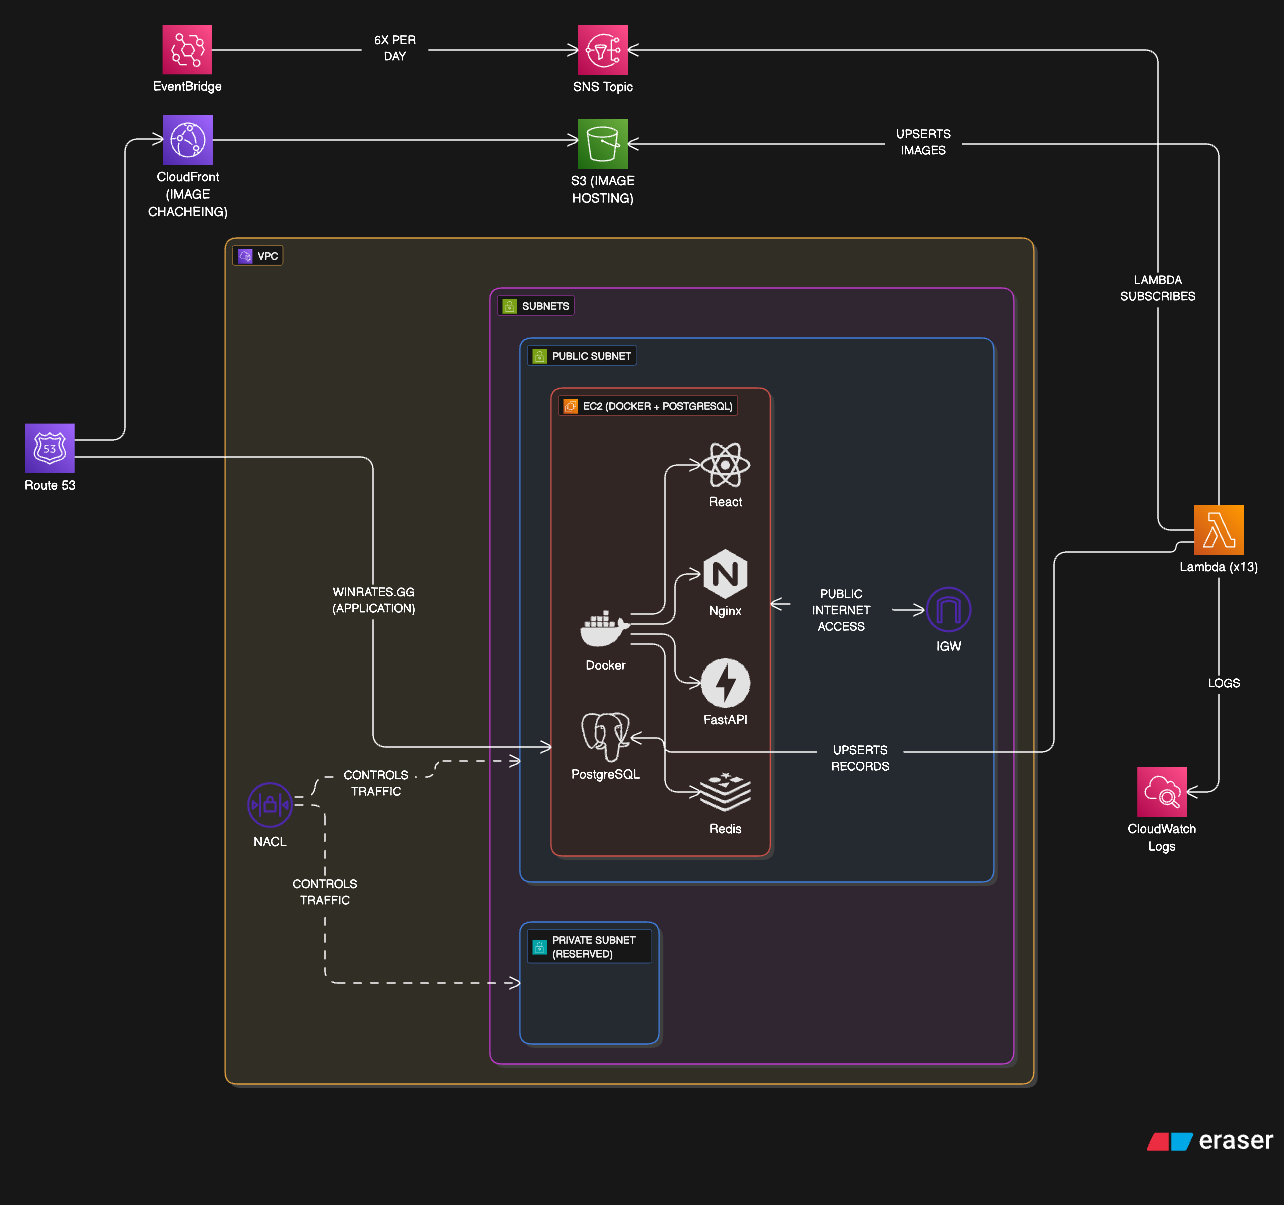 6X PER
DAY
EventBridge
SNS Topic
CloudFront
(IMAGE
CHACHEING)
S3 (IMAGE
HOSTING)
UPSERTS
IMAGES
VPC
LAMBDA
SUBSCRIBES
SUBNETS
PUBLIC SUBNET
EC2 (DOCKER + POSTGRESQL)
53
Route 53
React
Lambda (x13)
WINRATES.GG
(APPLICATION)
Nginx
PUBLIC
INTERNET
ACCESS
IGW
Docker
LOGS
FastAPI
PostgreSQL
UPSERTS
RECORDS
CONTROLS
TRAFFIC
Redis
CloudWatch
Logs
NACL
CONTROLS
TRAFFIC
PRIVATE SUBNET
(RESERVED)
eraser